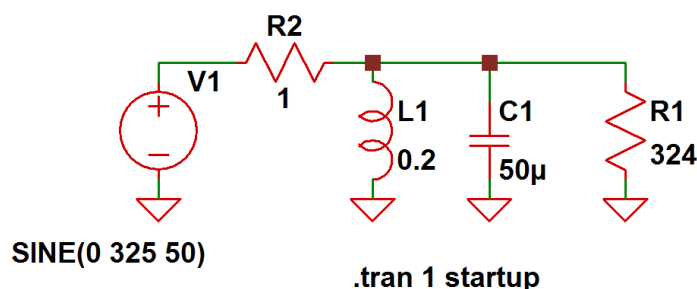 R2
V1
1
L1
C1
R1
0.2
50µ
324
SINE(0 325 50)
.tran 1 startup